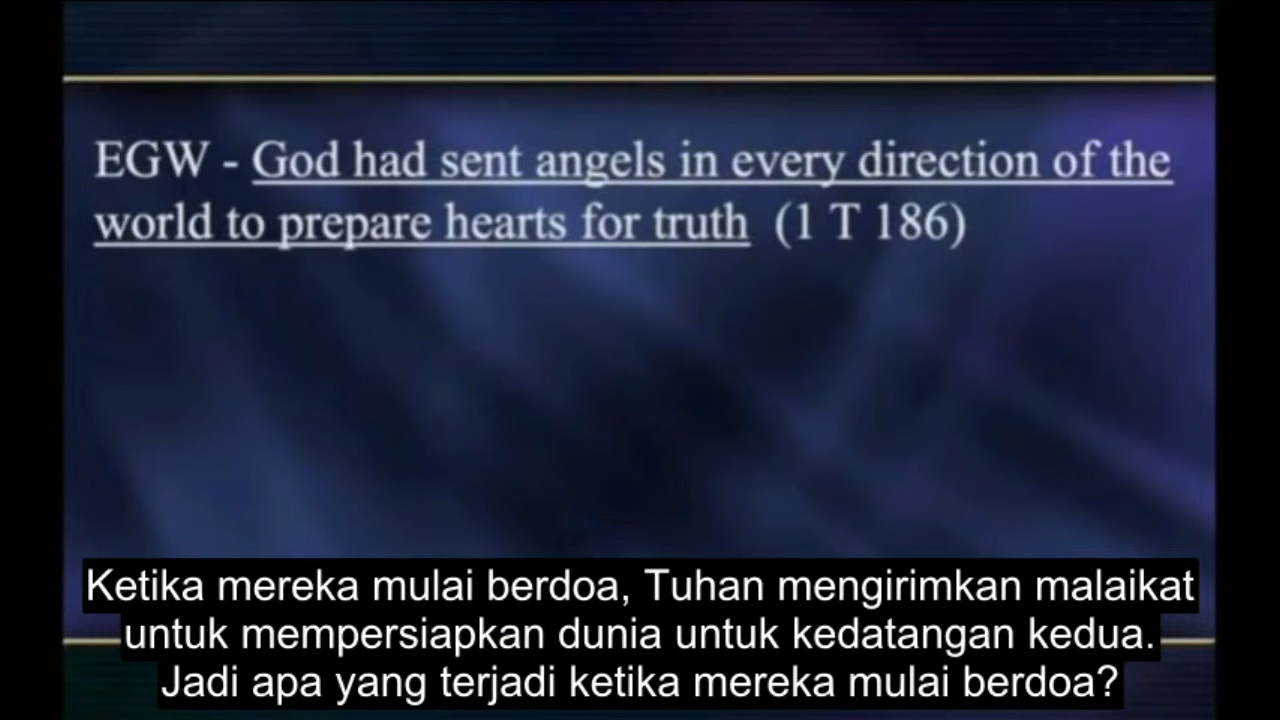 EGW - God had sent angels in every direction of the
world to prepare hearts for truth (1 T 186)
Ketika mereka mulai berdoa, Tuhan mengirimkan malaikat
untuk mempersiapkan dunia untuk kedatangan kedua.
Jadi apa yang terjadi ketika mereka mulai berdoa?